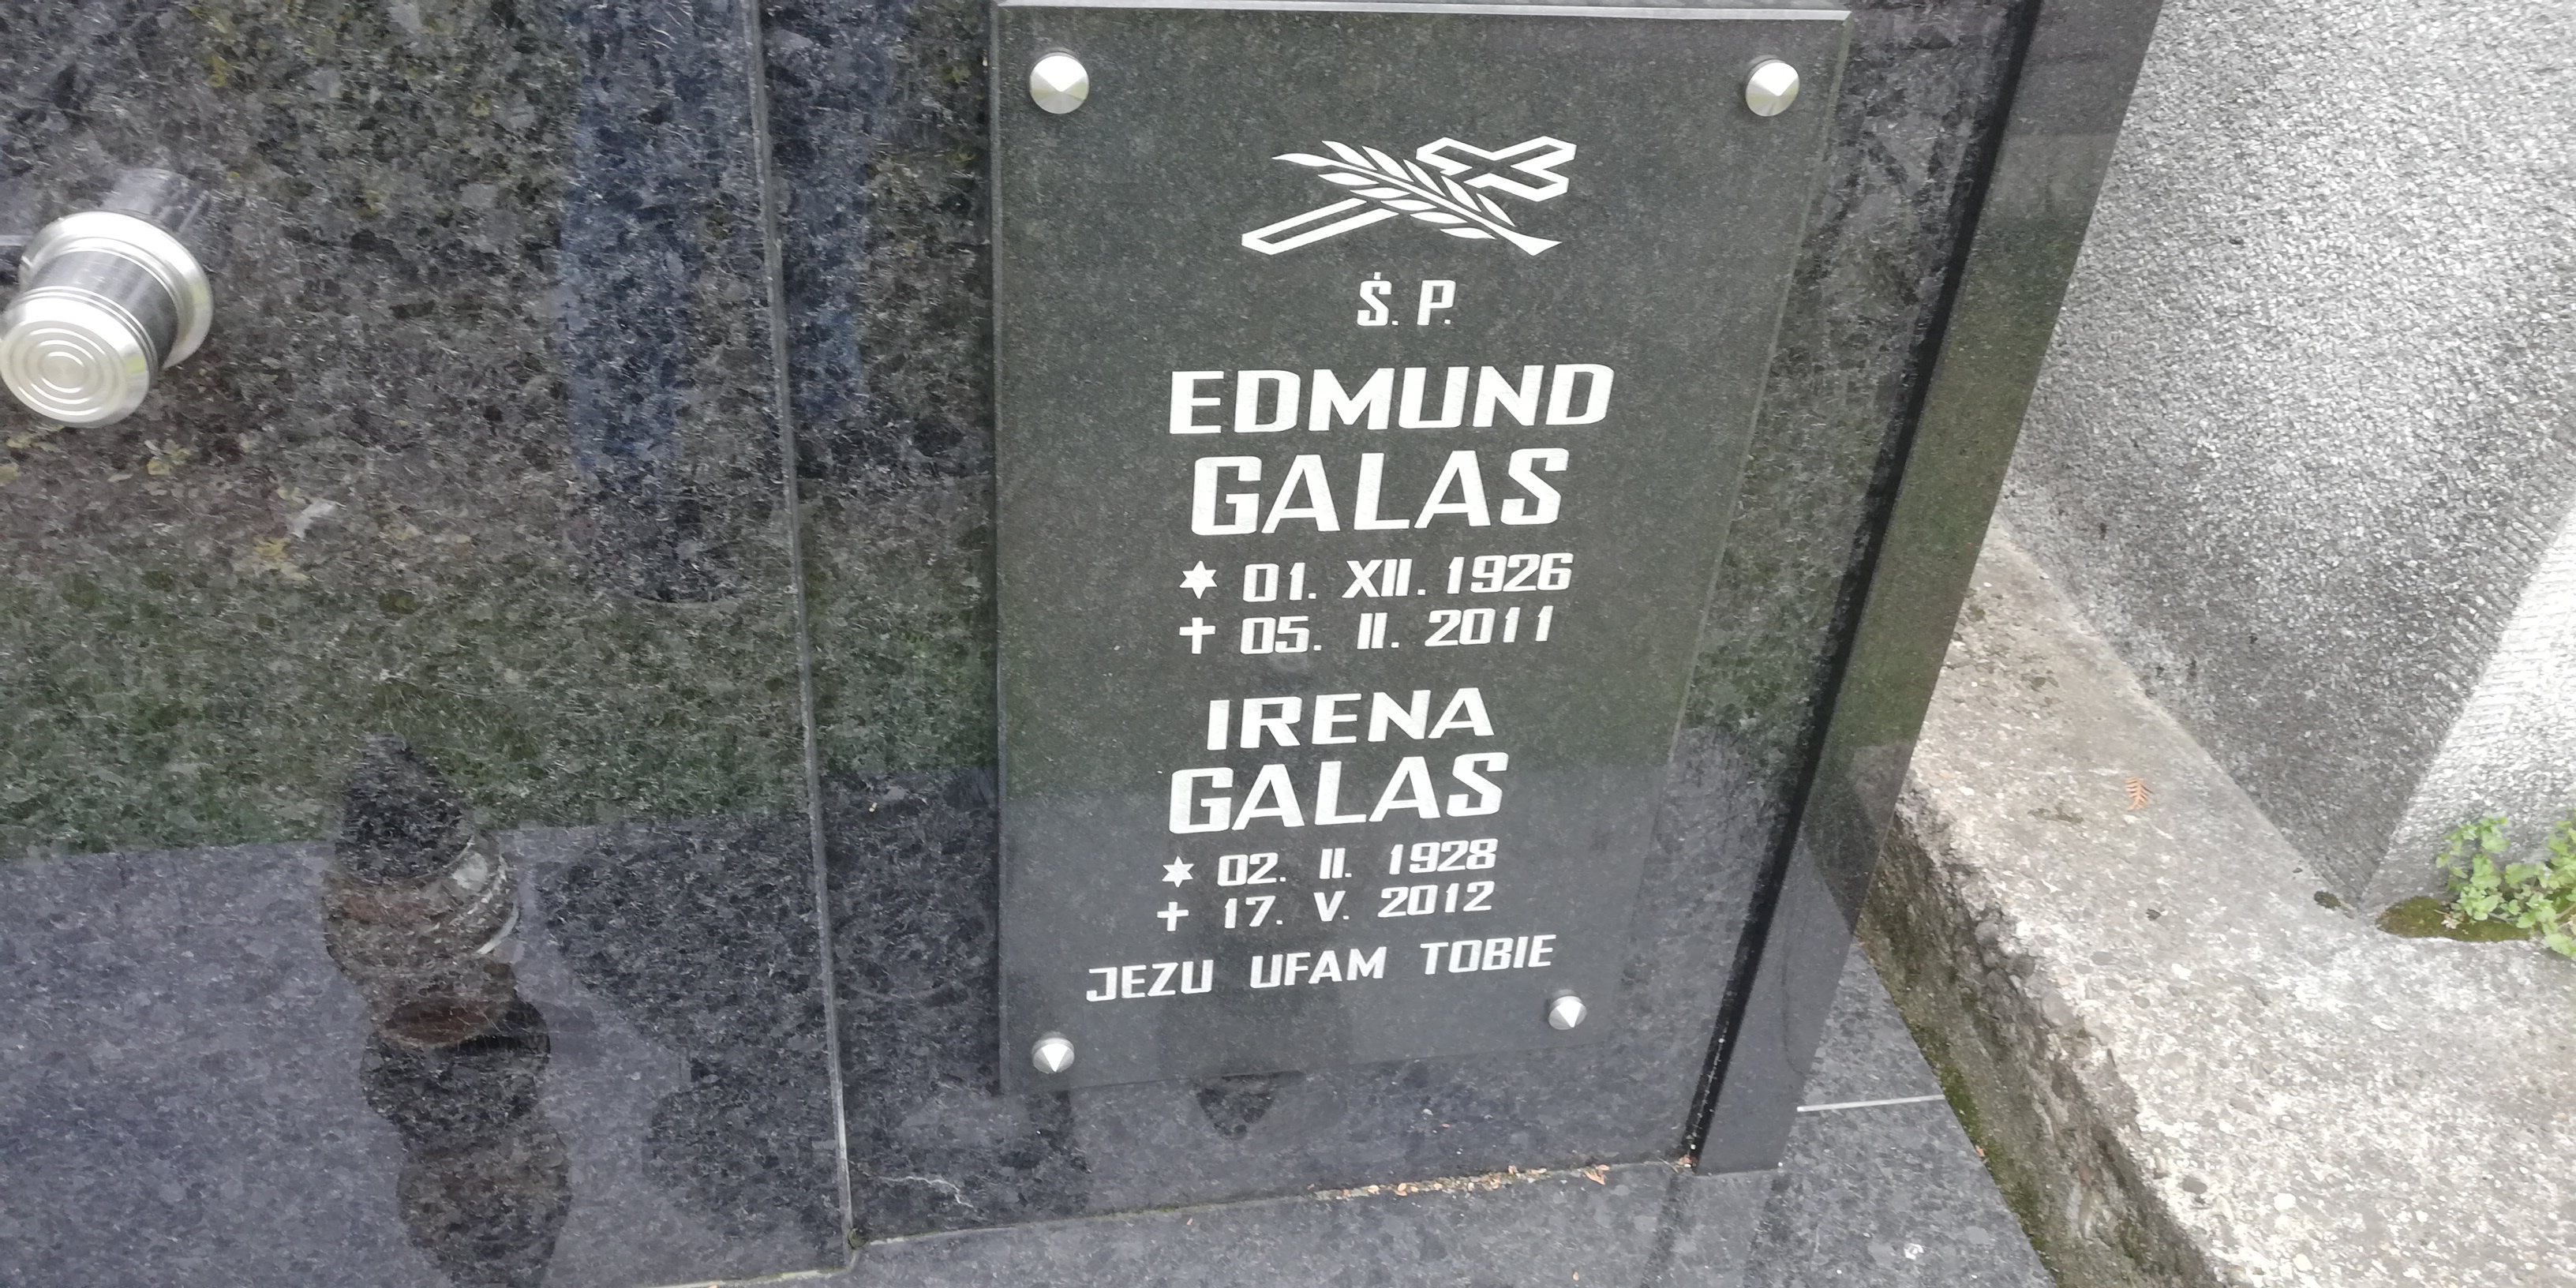 Ś. P.
EDMUND
GALAS
✶ 01. XII. 1926
✝ 05. II. 2011
IRENA
GALAS
✶ 02. II. 1928
✝ 17. V. 2012
JEZU UFAM TOBIE